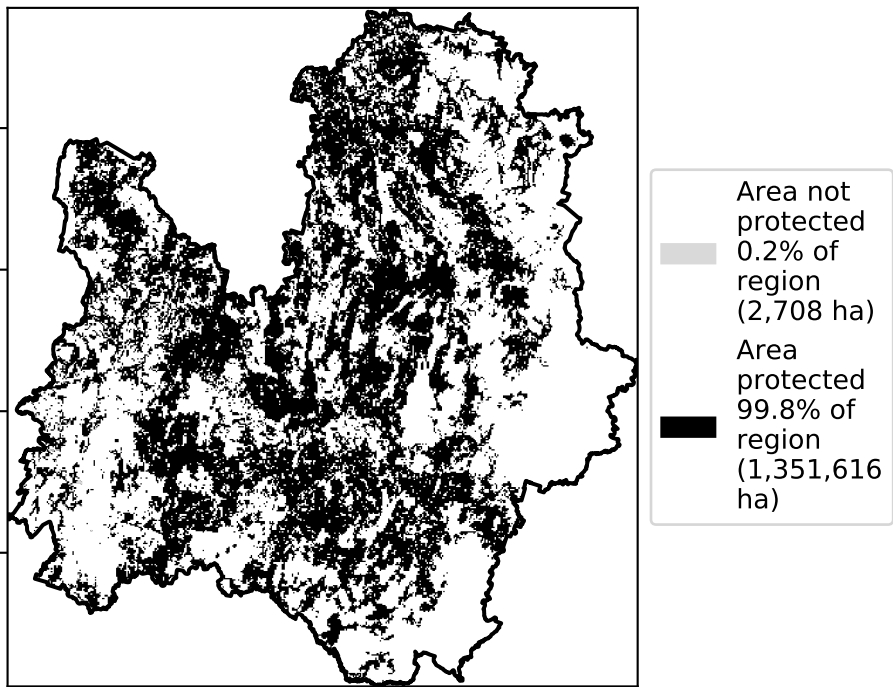 Area not
protected
0.2% of
region
(2,708 ha)
Area
protected
99.8% of
region
(1,351,616
ha)